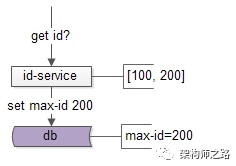 get id?
id-service
[100, 200]
set max-id 200
db
max-id=200
架构师之路